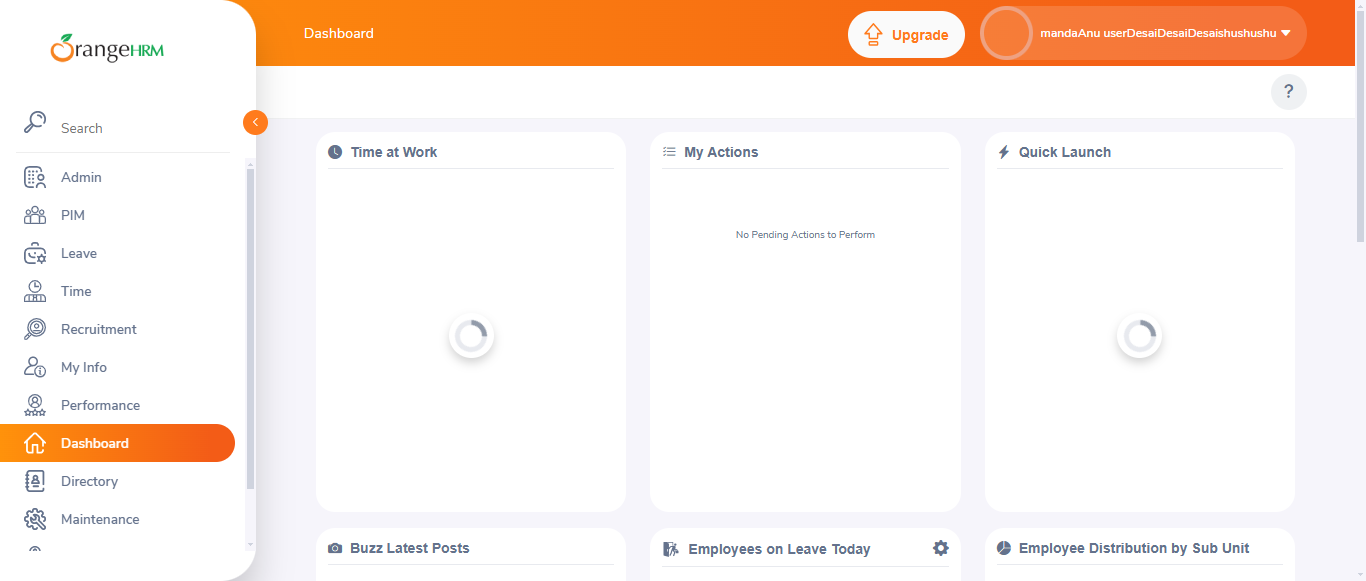 OrangeHRM
Dashboard
Upgrade
mandaAnu userDesaiDesaiDesaishushushu
Search
?
Admin
PIM
Leave
Time
Recruitment
My Info
Performance
Dashboard
Directory
Maintenance
Time at Work
My Actions
No Pending Actions to Perform
Quick Launch
Buzz Latest Posts
Employees on Leave Today
Employee Distribution by Sub Unit